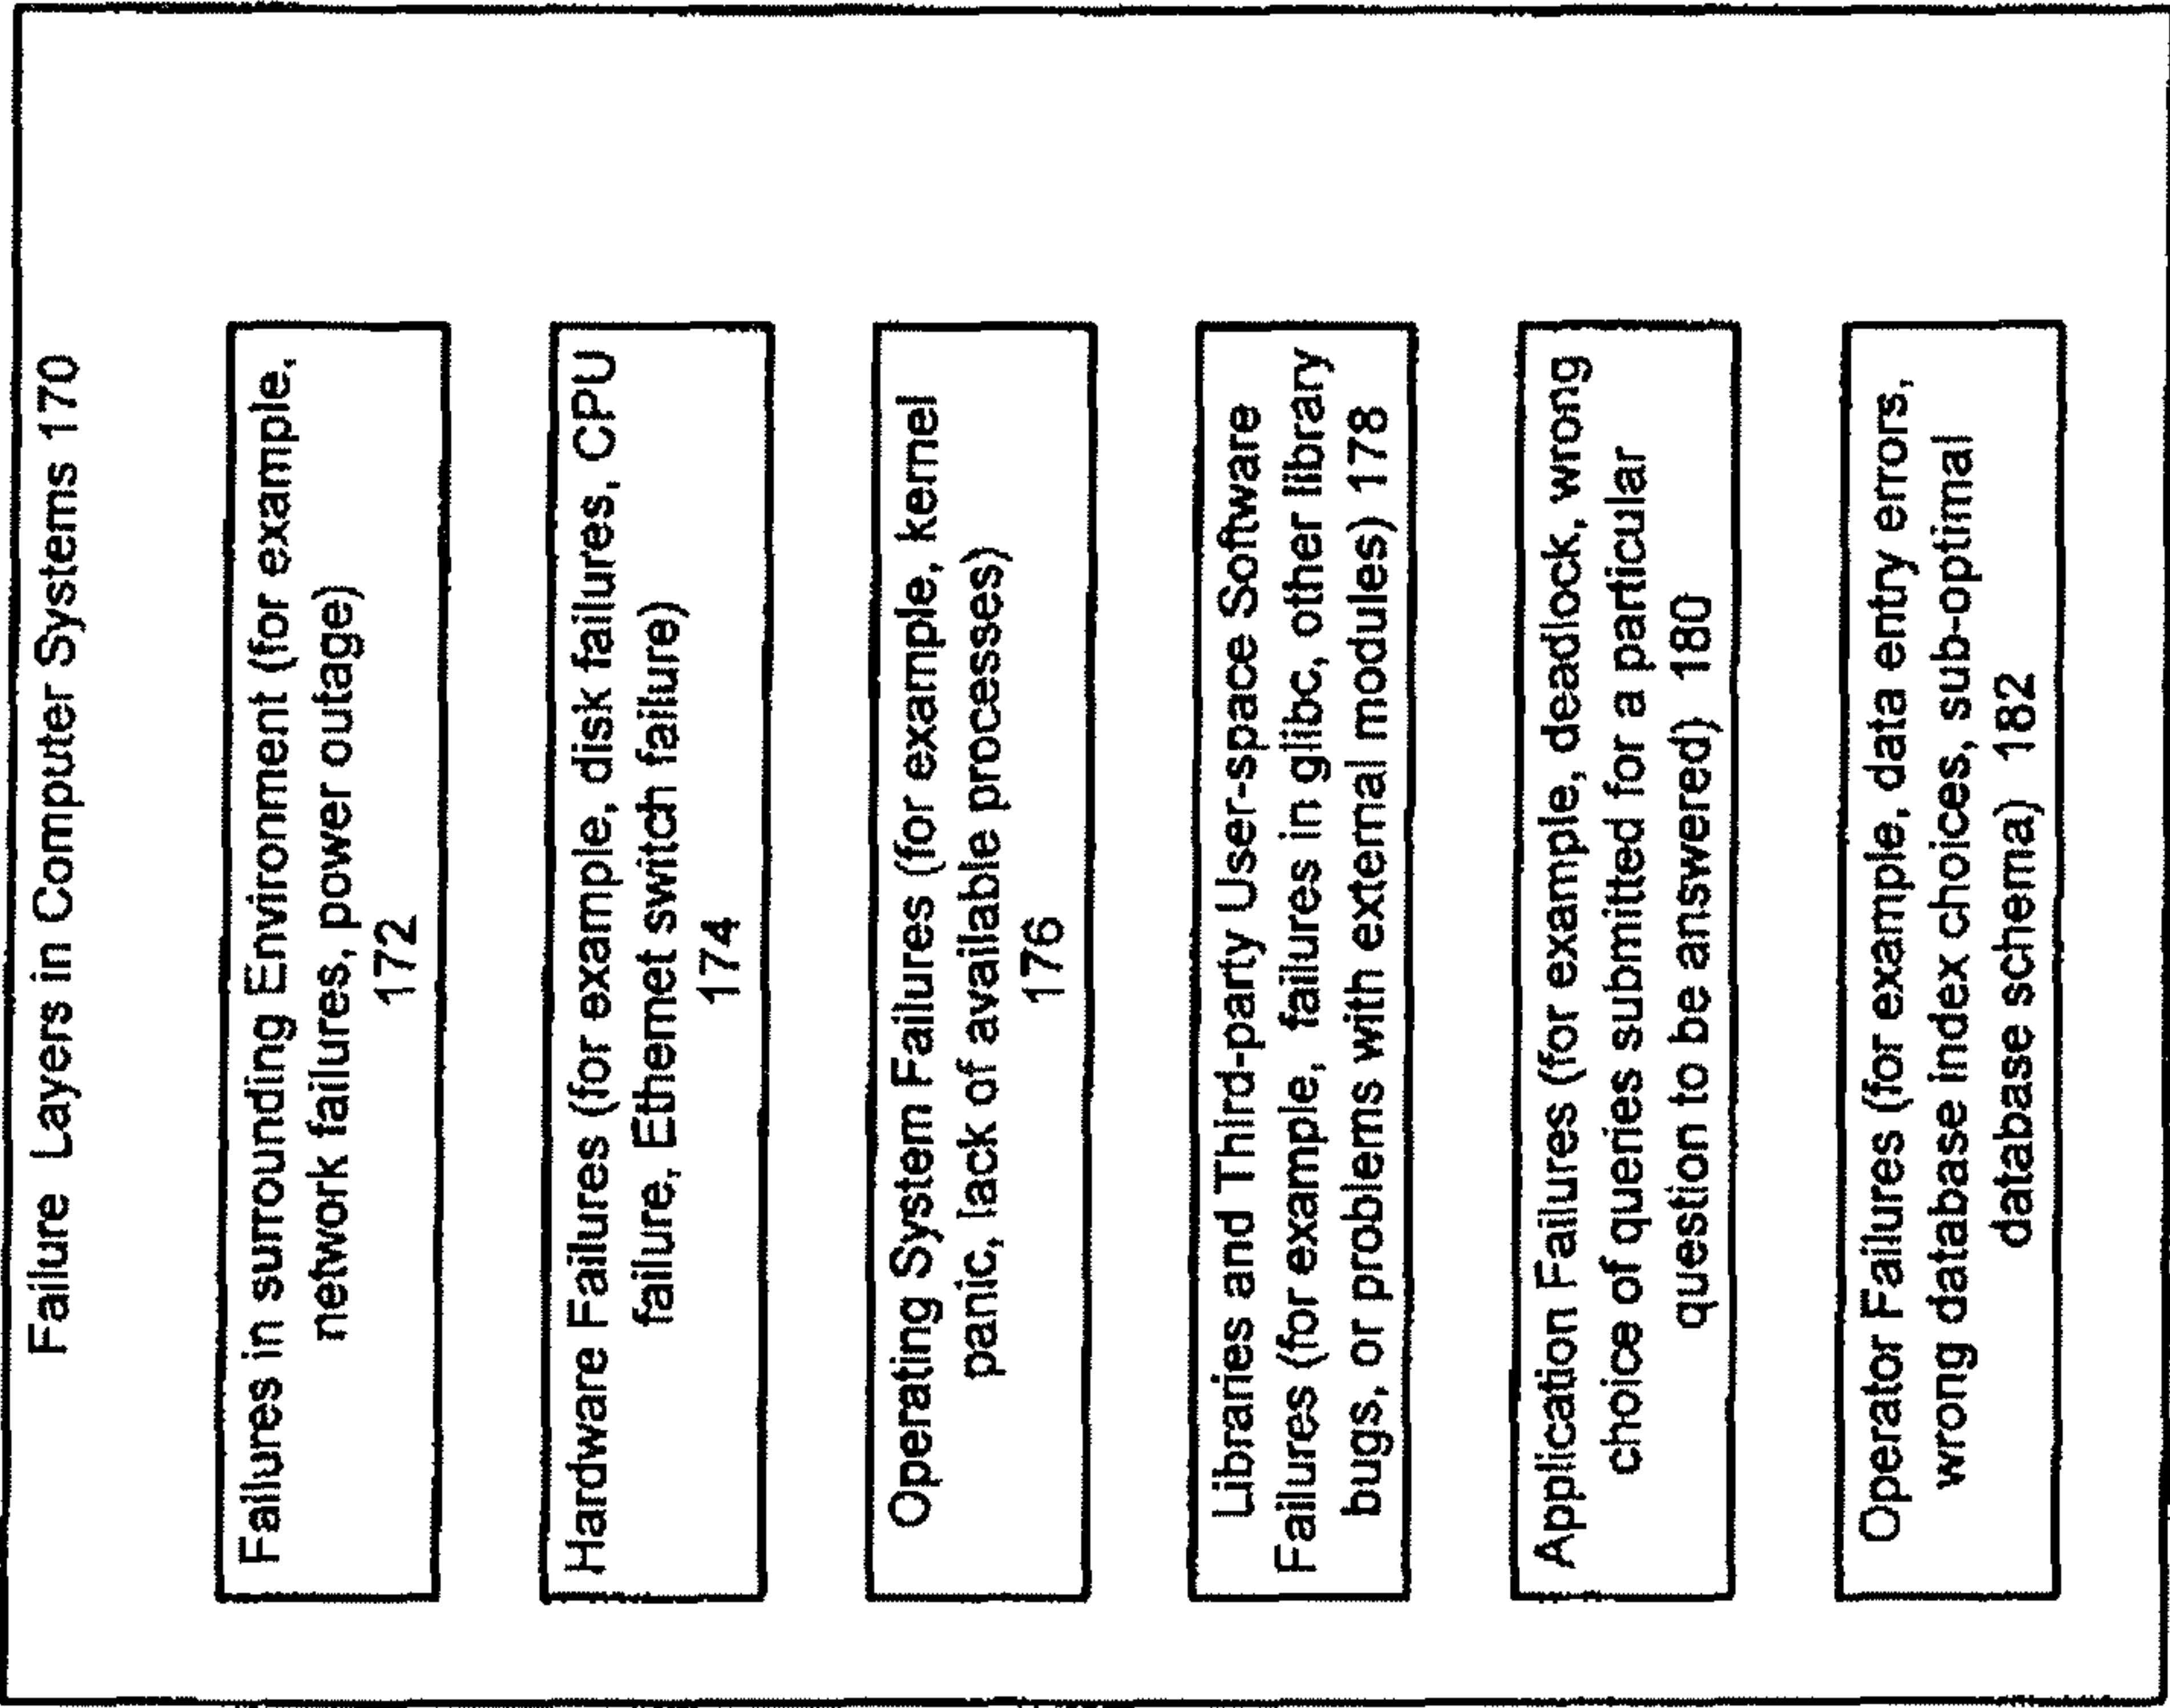 Failure Layers in Computer Systems 170
Failures in surrounding Environment (for example,
network failures, power outage)
172
Hardware Failures (for example, disk failures, CPU
failure, Ethernet switch failure)
174
Operating System Failures (for example, kernel
panic, lack of available processes)
176
Libraries and Third-party User-space Software
Failures (for example, failures in glibc, other library
bugs, or problems with external modules) 178
Application Failures (for example, deadlock, wrong
choice of queries submitted for a particular
question to be answered) 180
Operator Failures (for example, data entry errors,
wrong database index choices, sub-optimal
database schema) 182